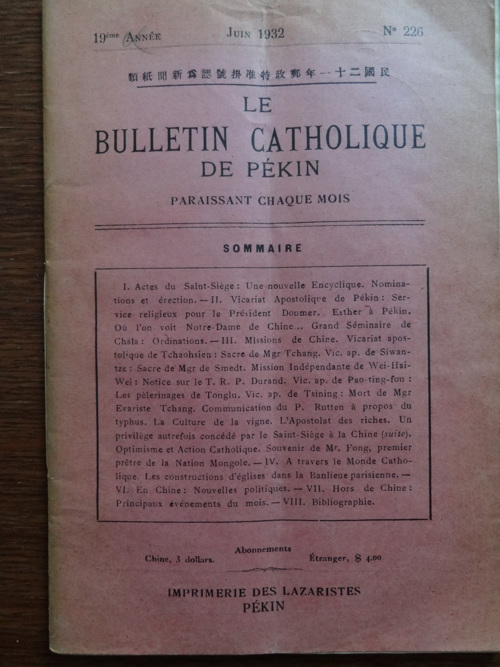 19ème ANNÉE JUIN 1932 N° 226
類紙聞新爲認號掛准特政郵年一十二國民
LE
BULLETIN CATHOLIQUE
DE PÉKIN
PARAISSANT CHAQUE MOIS
SOMMAIRE
I. Actes du Saint-Siège : Une nouvelle Encyclique. Nomina-
tions et érection. — II. Vicariat Apostolique de Pékin : Ser-
vice religieux pour le Président Doumer. Esther à Pékin.
Où l'on voit Notre-Dame de Chine... Grand Séminaire de
Chala : Ordinations. — III. Missions de Chine. Vicariat apos-
tolique de Tchaohsien : Sacre de Mgr Tchang. Vic. ap. de Siwan-
tze : Sacre de Mgr de Smedt. Mission Indépendante de Wei-Hai-
Wei : Notice sur le T. R. P. Durand. Vic. ap. de Pao-ting-fou :
Les pèlerinages de Tonglu. Vic. ap. de Tsining : Mort de Mgr
Evariste Tchang. Communication du P. Rutten à propos du
typhus. La Culture de la vigne. L'Apostolat des riches. Un
privilège autrefois concédé par le Saint-Siège à la Chine (suite).
Optimisme et Action Catholique. Souvenir de Mr. Fong, premier
prêtre de la Nation Mongole. — IV. A travers le Monde Catho-
lique. Les constructions d'églises dans la Banlieue parisienne. —
VI. En Chine : Nouvelles politiques. — VII. Hors de Chine :
Principaux événements du mois. — VIII. Bibliographie.
Abonnements
Chine, 3 dollars. Étranger, $ 4.00
IMPRIMERIE DES LAZARISTES
PÉKIN